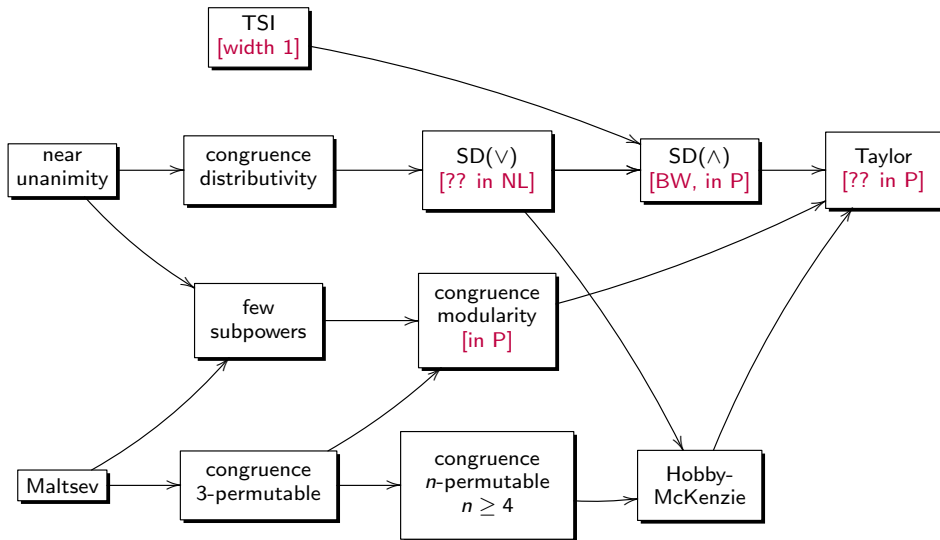 TSI
[width 1]
near
unanimity
congruence
distributivity
SD(∨)
[?? in NL]
SD(∧)
[BW, in P]
Taylor
[?? in P]
few
subpowers
congruence
modularity
[in P]
Maltsev
congruence
3-permutable
congruence
n-permutable
n ≥ 4
Hobby-
McKenzie